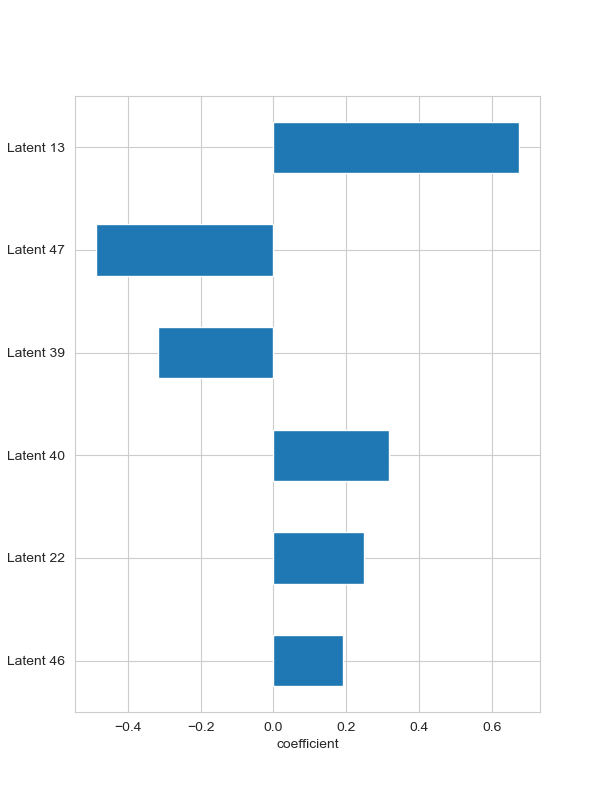 Latent 13
Latent 47
Latent 39
Latent 40
Latent 22
Latent 46
−0.4 −0.2 0.0 0.2 0.4 0.6
coefficient